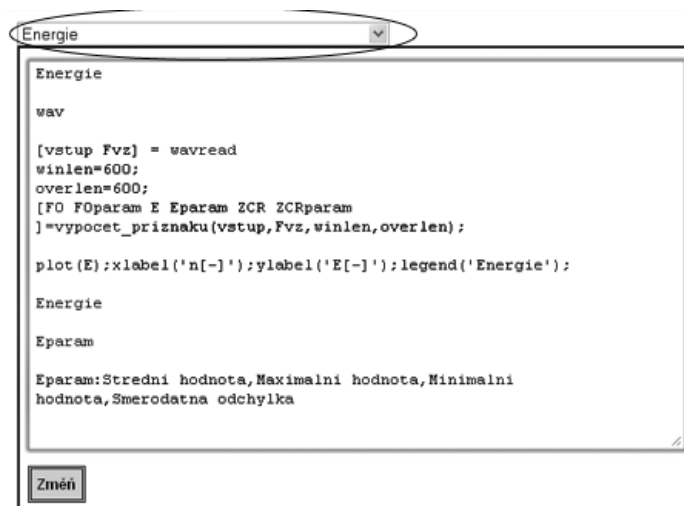 Energie
Energie
wav
[vstup Fvz] = wavread
winlen=600;
overlen=600;
[F0 F0param E Eparam ZCR ZCRparam
]=vypocet_priznaku(vstup,Fvz,winlen,overlen);
plot(E);xlabel('n[-]');ylabel('E[-]');legend('Energie');
Energie
Eparam
Eparam:Stredni hodnota,Maximalni hodnota,Minimalni
hodnota,Smerodatna odchylka
Změň